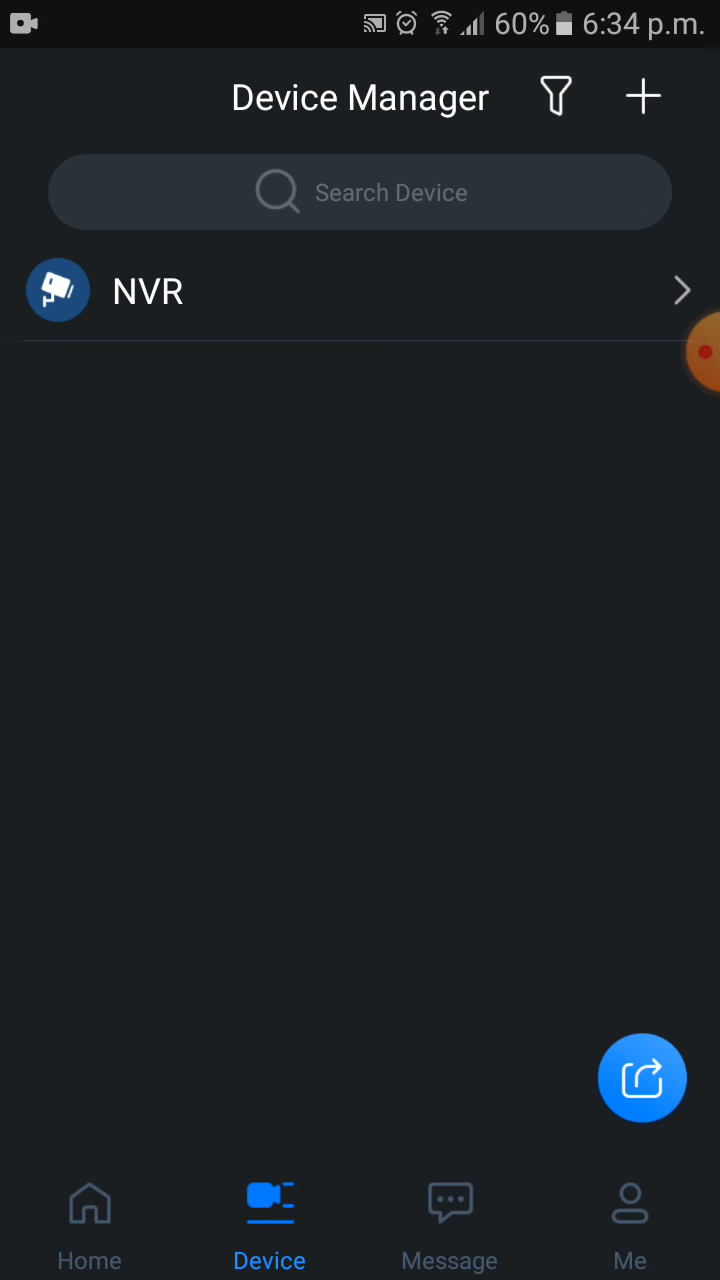 60% 6:34 p.m.
Device Manager
Search Device
NVR
Home Device Message Me